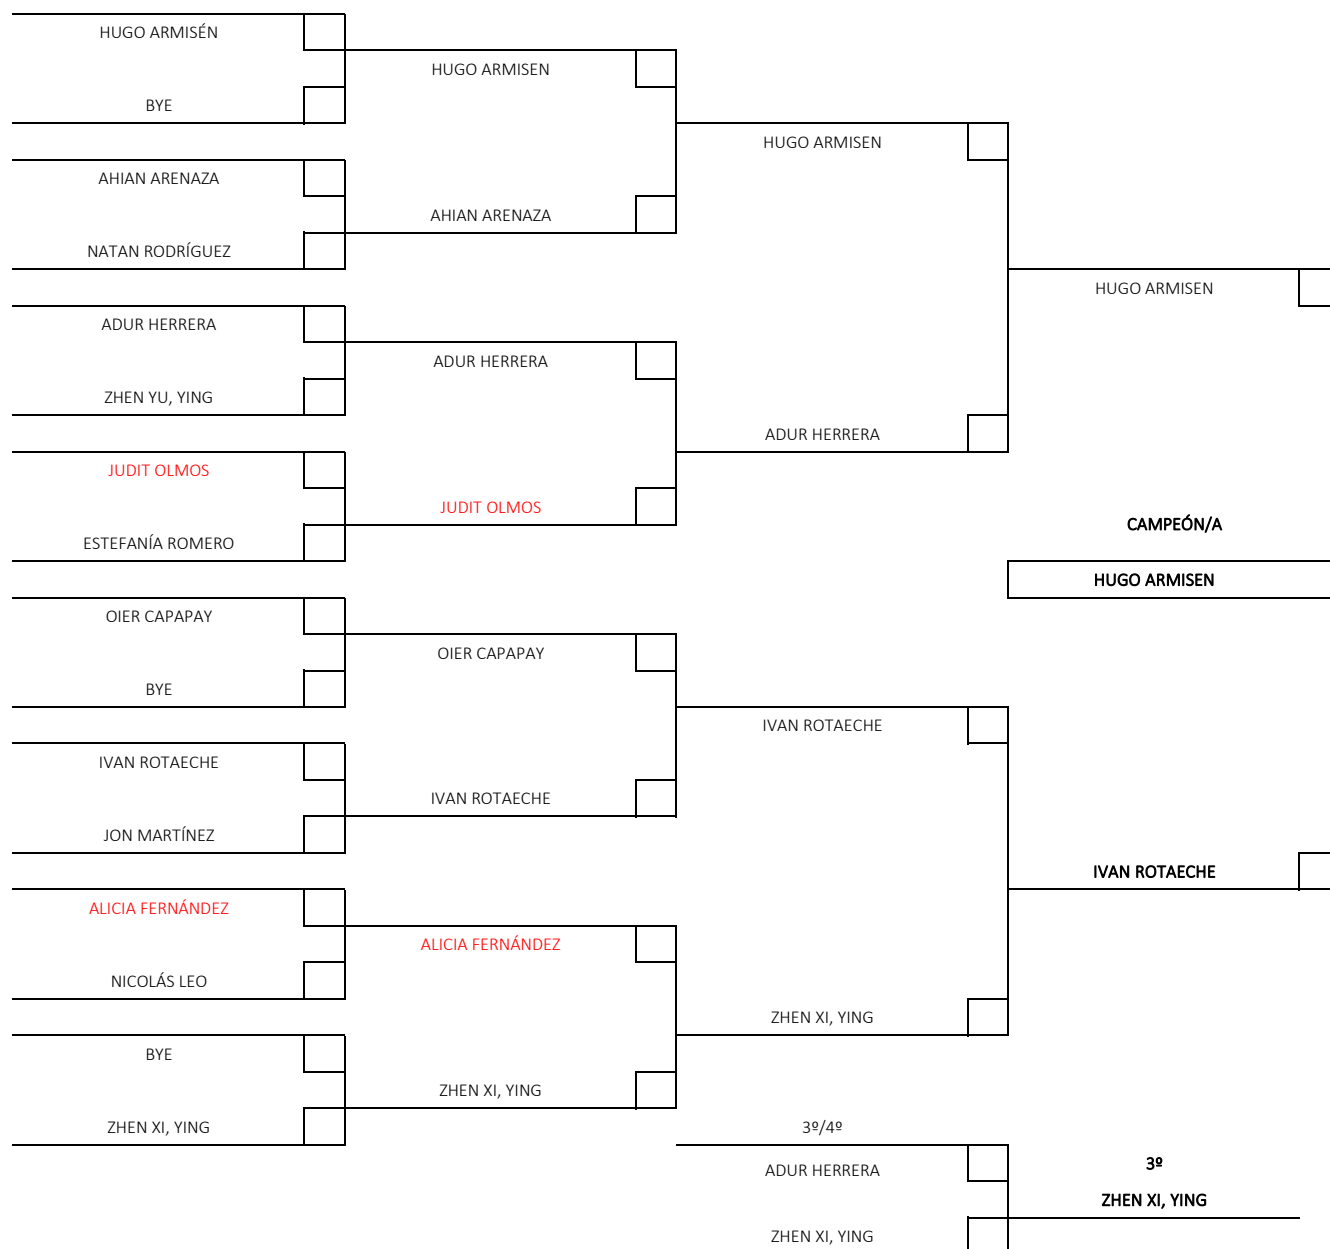 HUGO ARMISÉN
HUGO ARMISEN
BYE
HUGO ARMISEN
AHIAN ARENAZA
AHIAN ARENAZA
NATAN RODRÍGUEZ
HUGO ARMISEN
ADUR HERRERA
ADUR HERRERA
ZHEN YU, YING
ADUR HERRERA
JUDIT OLMOS
JUDIT OLMOS
CAMPEÓN/A
ESTEFANÍA ROMERO
HUGO ARMISEN
OIER CAPAPAY
OIER CAPAPAY
BYE
IVAN ROTAECHE
IVAN ROTAECHE
IVAN ROTAECHE
JON MARTÍNEZ
IVAN ROTAECHE
ALICIA FERNÁNDEZ
ALICIA FERNÁNDEZ
NICOLÁS LEO
ZHEN XI, YING
BYE
ZHEN XI, YING
ZHEN XI, YING
3º/4º
3º
ADUR HERRERA
ZHEN XI, YING
ZHEN XI, YING